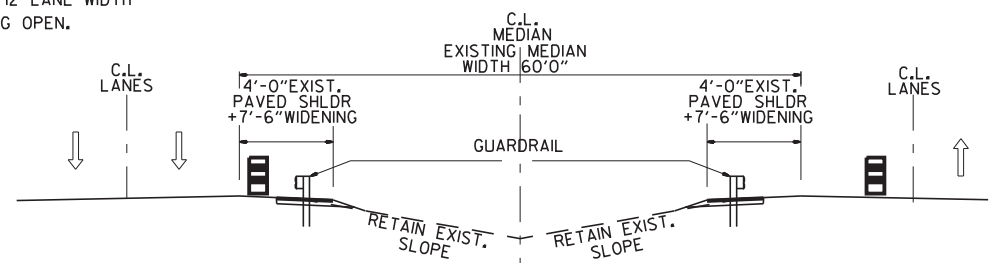 12' LANE WIDTH
G OPEN.
C.L.
MEDIAN
EXISTING MEDIAN
WIDTH 60'0"
C.L.
LANES
4'-0"EXIST.
PAVED SHLDR
+7'-6"WIDENING
4'-0"EXIST.
PAVED SHLDR
+7'-6"WIDENING
C.L.
LANES
GUARDRAIL
RETAIN EXIST.
SLOPE
RETAIN EXIST.
SLOPE